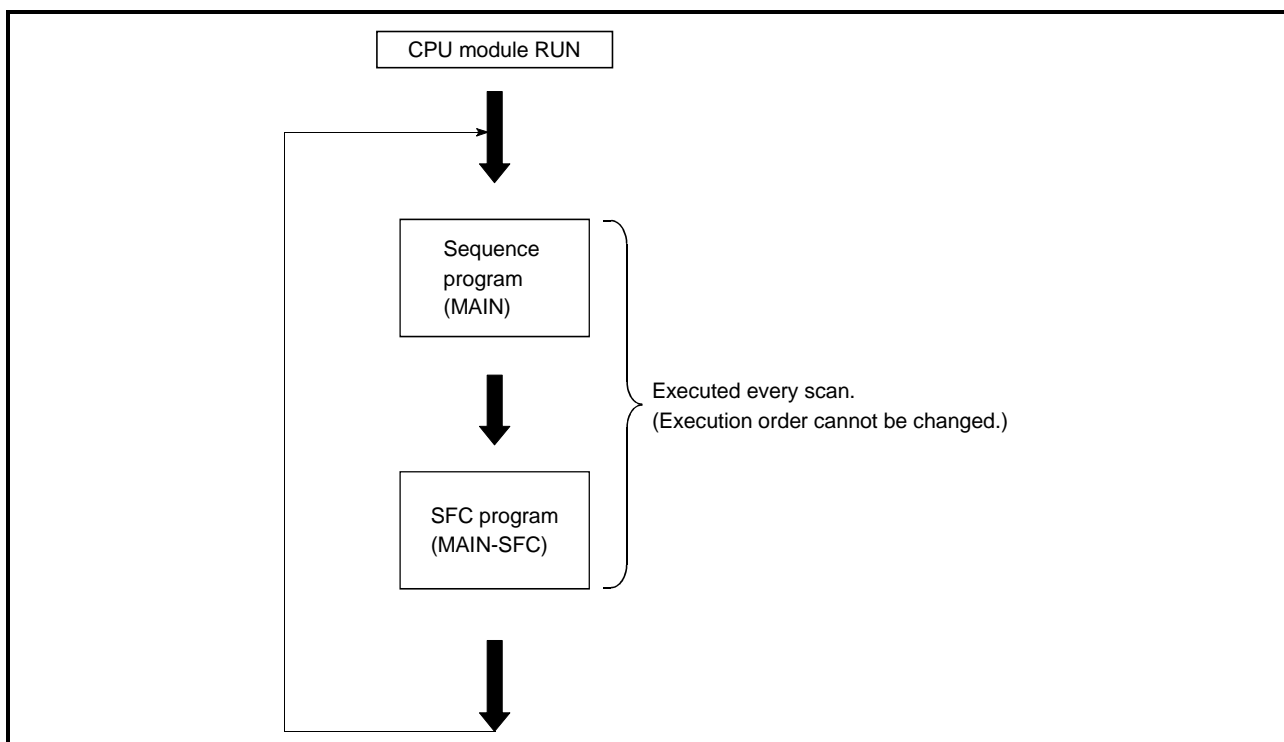 CPU module RUN
Sequence
program
(MAIN)
Executed every scan.
(Execution order cannot be changed.)
SFC program
(MAIN-SFC)